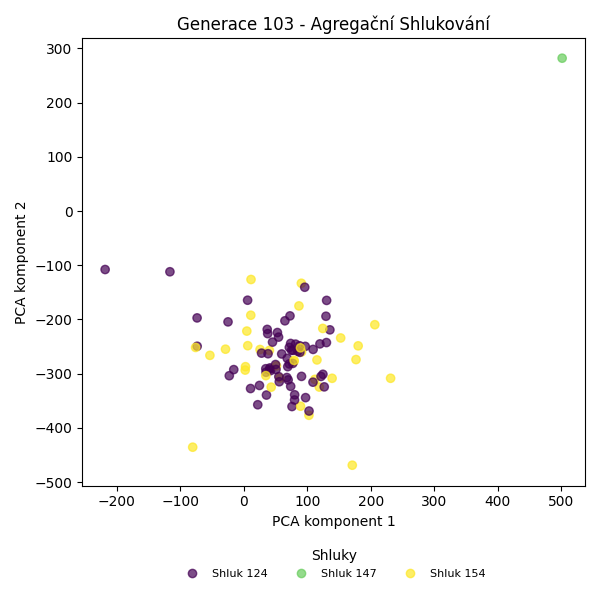 Generace 103 - Agregační Shlukování
300
200
100
0
−100
−200
−300
−400
−500
PCA komponent 2
−200 −100 0 100 200 300 400 500
PCA komponent 1
Shluky
Shluk 124 Shluk 147 Shluk 154